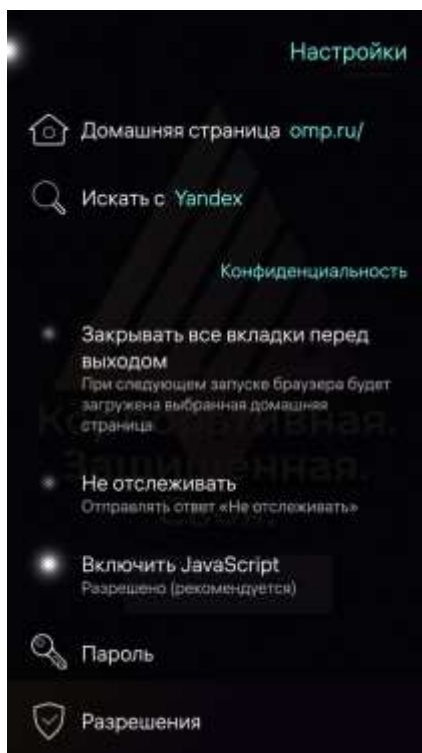 Настройки
Домашняя страница omp.ru/
Искать с Yandex
Конфиденциальность
Закрывать все вкладки перед
выходом
При следующем запуске браузера будет
загружена выбранная домашняя
страница
Не отслеживать
Отправлять ответ «Не отслеживать»
Включить JavaScript
Разрешено (рекомендуется)
Пароль
Разрешения